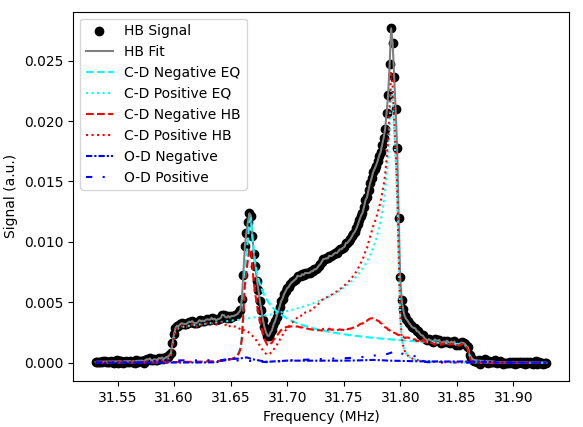 HB Signal
HB Fit
C-D Negative EQ
C-D Positive EQ
C-D Negative HB
C-D Positive HB
O-D Negative
O-D Positive
Signal (a.u.)
0.025
0.020
0.015
0.010
0.005
0.000
31.55 31.60 31.65 31.70 31.75 31.80 31.85 31.90
Frequency (MHz)